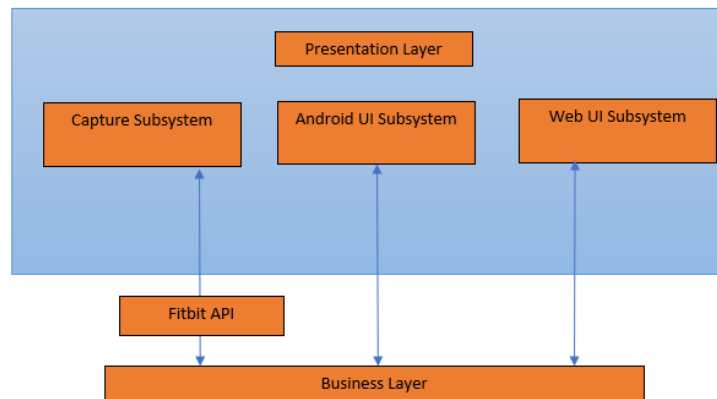 Presentation Layer
Capture Subsystem
Android UI Subsystem
Web UI Subsystem
Fitbit API
Business Layer